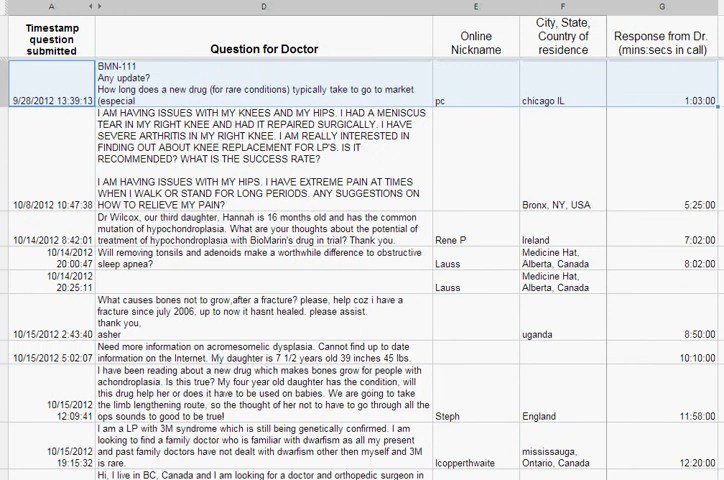 A
D
E
F
G
Timestamp
question
submitted
Question for Doctor
Online
Nickname
City, State,
Country of
residence
Response from Dr.
(mins:secs in call)
9/28/2012 13:39:13
BMN-111
Any update?
How long does a new drug (for rare conditions) typically take to go to market
(especial
pc
chicago IL
1:03:00
10/8/2012 10:47:38
I AM HAVING ISSUES WITH MY KNEES AND MY HIPS. I HAD A MENISCUS
TEAR IN MY RIGHT KNEE AND HAD IT REPAIRED SURGICALLY. I HAVE
SEVERE ARTHRITIS IN MY RIGHT KNEE. I AM REALLY INTERESTED IN
FINDING OUT ABOUT KNEE REPLACEMENT FOR LP'S. IS IT
RECOMMENDED? WHAT IS THE SUCCESS RATE?
I AM HAVING ISSUES WITH MY HIPS. I HAVE EXTREME PAIN AT TIMES
WHEN I WALK OR STAND FOR LONG PERIODS. ANY SUGGESTIONS ON
HOW TO RELIEVE MY PAIN?
Bronx, NY, USA
5:25:00
10/14/2012 8:42:01
Dr Wilcox, our third daughter, Hannah is 16 months old and has the common
mutation of hypochondroplasia. What are your thoughts about the potential of
treatment of hypochondroplasia with BioMarin's drug in trial? Thank you.
Rene P
Ireland
7:02:00
10/14/2012
20:00:47
Will removing tonsils and adenoids make a worthwhile difference to obstructive
sleep apnea?
Lauss
Medicine Hat,
Alberta, Canada
8:02:00
10/14/2012
20:25:11
Lauss
Medicine Hat,
Alberta, Canada
10/15/2012 2:43:40
What causes bones not to grow,after a fracture? please, help coz i have a
fracture since july 2006, up to now it hasnt healed. please assist.
thank you,
asher
uganda
8:50:00
10/15/2012 5:02:07
Need more information on acromesomelic dysplasia. Cannot find up to date
information on the Internet. My daughter is 7 1/2 years old 39 inches 45 lbs.
10:10:00
10/15/2012
12:09:41
I have been reading about a new drug which makes bones grow for people with
achondroplasia. Is this true? My four year old daughter has the condition, will
this drug help her or does it have to be used on babies. We are going to take
the limb lengthening route, so the thought of her not to have to go through all the
ops sounds to good to be true!
Steph
England
11:58:00
10/15/2012
19:15:32
I am a LP with 3M syndrome which is still being genetically confirmed. I am
looking to find a family doctor who is familiar with dwarfism as all my present
and past family doctors have not dealt with dwarfism other then myself and 3M
is rare.
lcopperthwaite
mississauga,
Ontario, Canada
12:20:00
Hi, I live in BC, Canada and I am looking for a doctor and orthopedic surgeon in